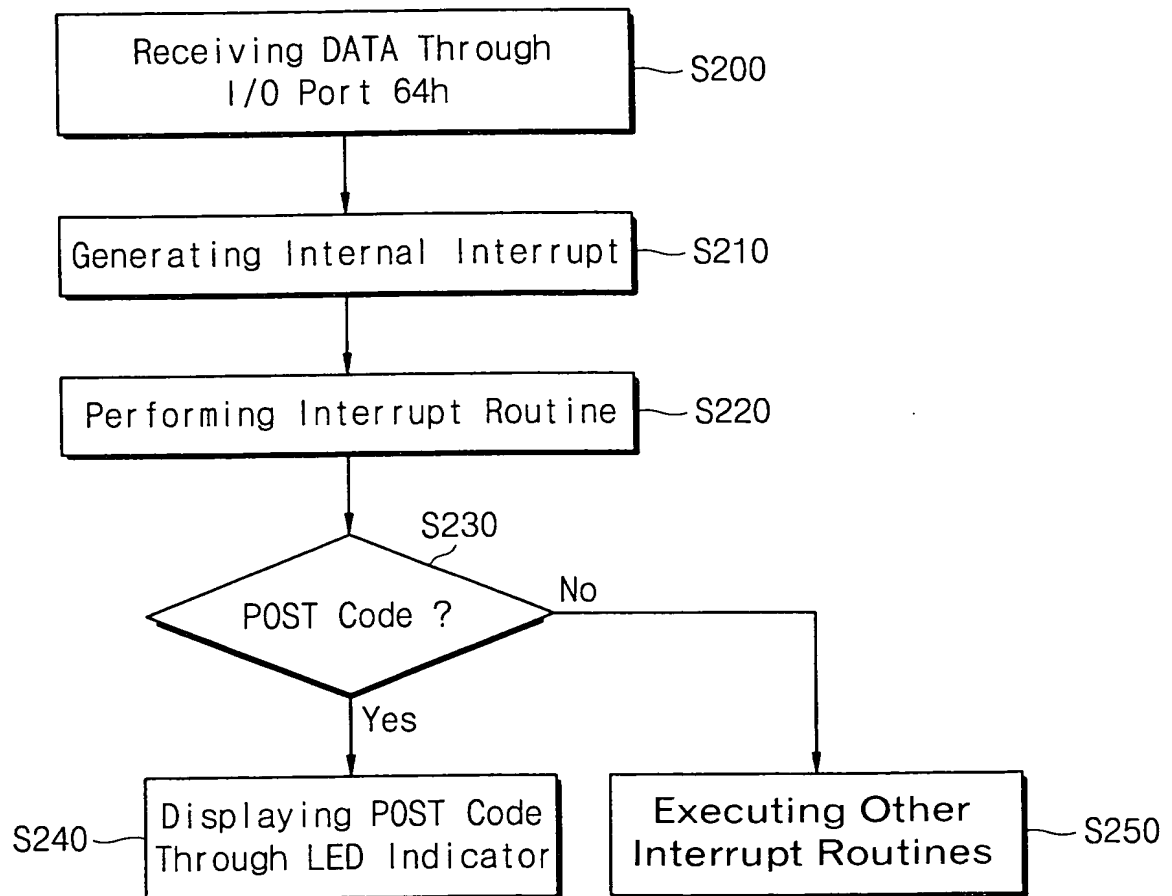 Receiving DATA Through
I/O Port 64h
S200
Generating Internal Interrupt
S210
Performing Interrupt Routine
S220
S230
POST Code ?
No
Yes
Displaying POST Code
Through LED Indicator
S240
Executing Other
Interrupt Routines
S250